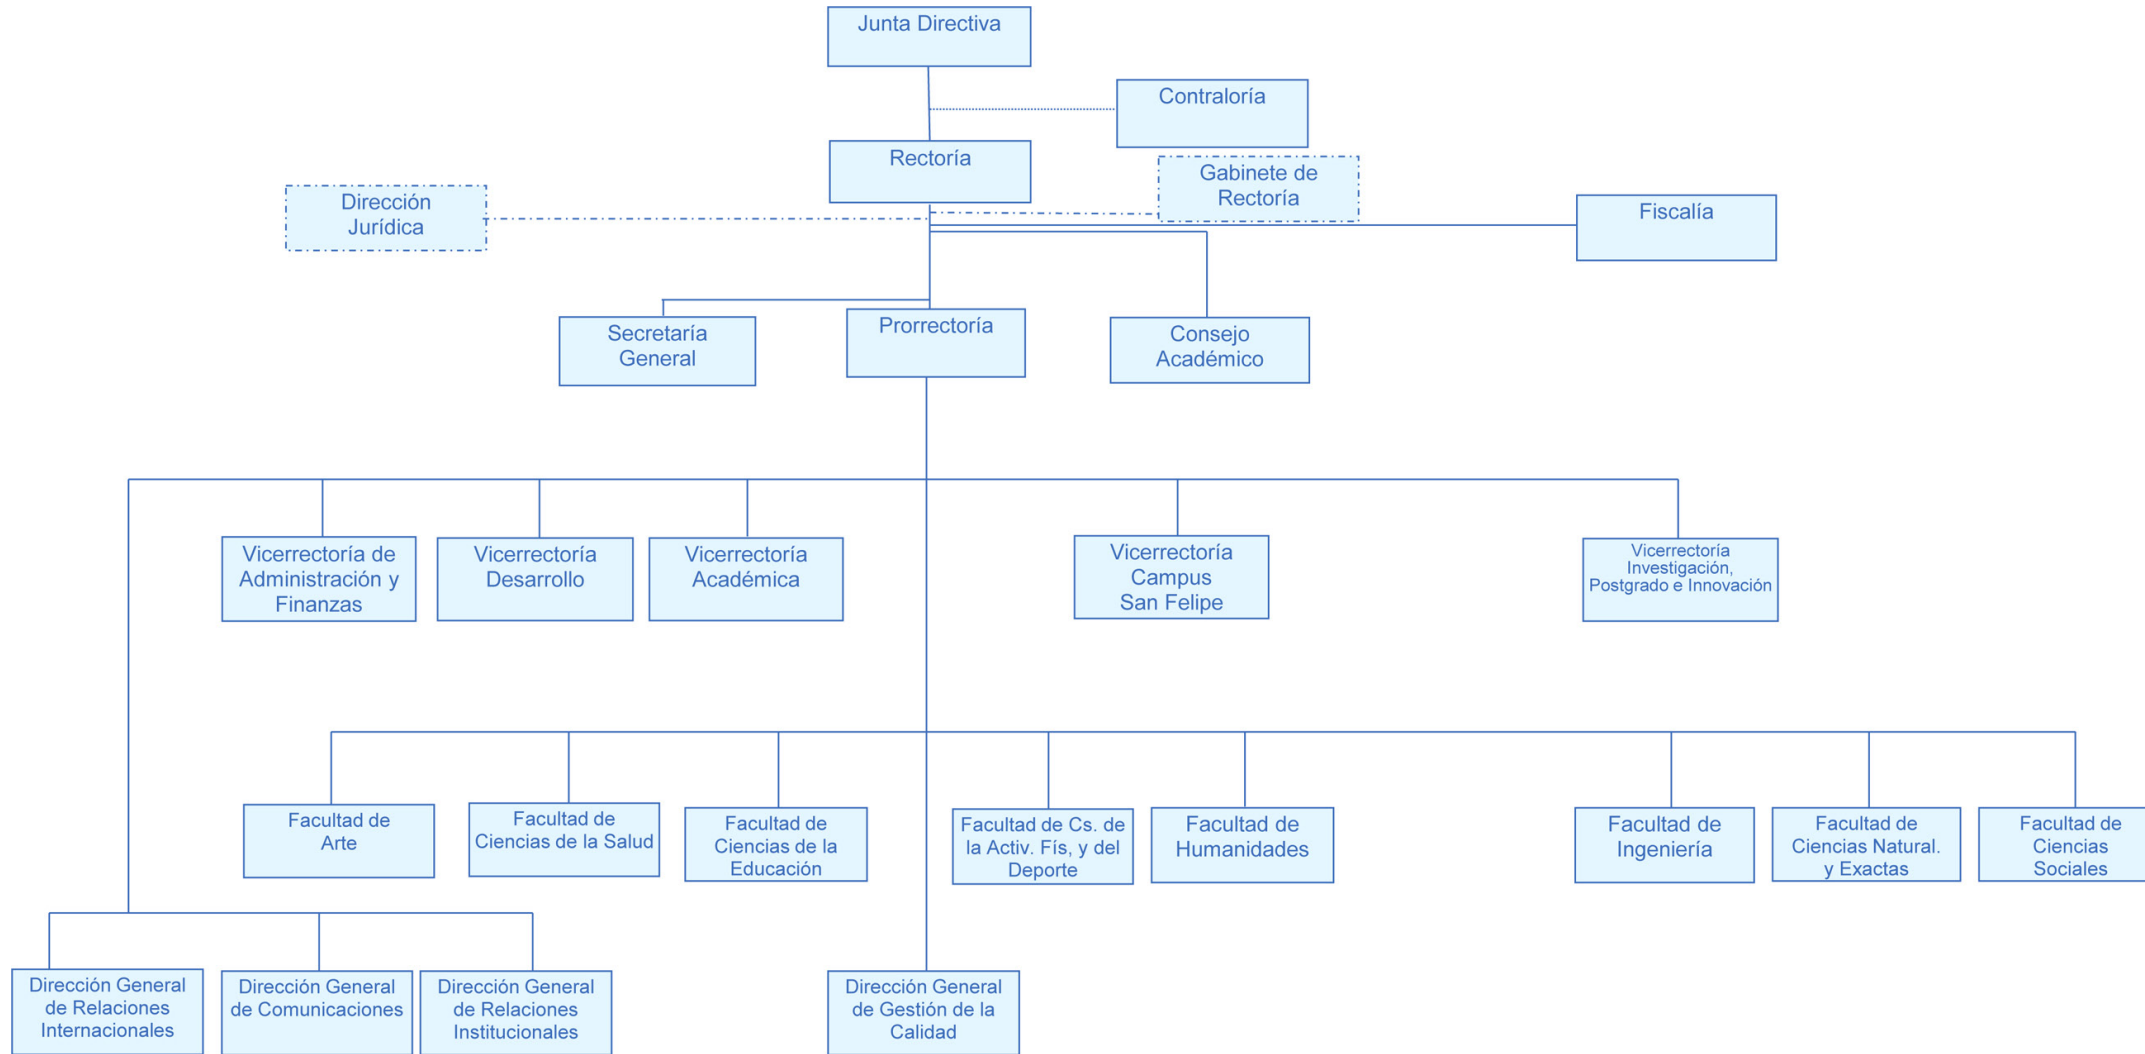 Junta Directiva
Contraloría
Rectoría
Gabinete de
Rectoría
Dirección
Jurídica
Fiscalía
Secretaría
General
Prorrectoría
Consejo
Académico
Vicerrectoría de
Administración y
Finanzas
Vicerrectoría
Desarrollo
Vicerrectoría
Académica
Vicerrectoría
Campus
San Felipe
Vicerrectoría
Investigación,
Postgrado e Innovación
Facultad de
Arte
Facultad de
Ciencias de la Salud
Facultad de
Ciencias de la
Educación
Facultad de Cs. de
la Activ. Fís, y del
Deporte
Facultad de
Humanidades
Facultad de
Ingeniería
Facultad de
Ciencias Natural.
y Exactas
Facultad de
Ciencias
Sociales
Dirección General
de Relaciones
Internacionales
Dirección General
de Comunicaciones
Dirección General
de Relaciones
Institucionales
Dirección General
de Gestión de la
Calidad